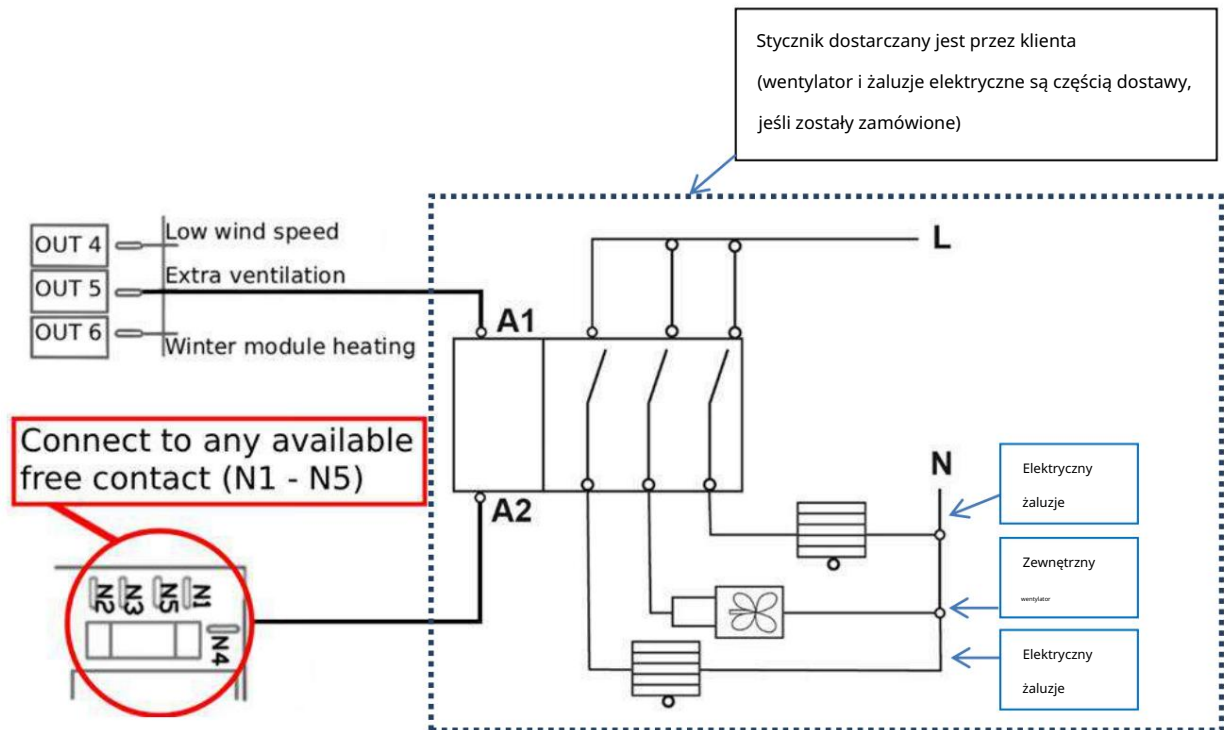 Stycznik dostarczany jest przez klienta
(wentylator i żaluzje elektryczne są częścią dostawy,
jeśli zostały zamówione)
OUT 4
Low wind speed
OUT 5
Extra ventilation
OUT 6
Winter module heating
L
A1
A2
Connect to any available
free contact (N1 - N5)
N2
N3
N5
N1
N4
N
Elektryczny
żaluzje
Zewnętrzny
wentylator
Elektryczny
żaluzje